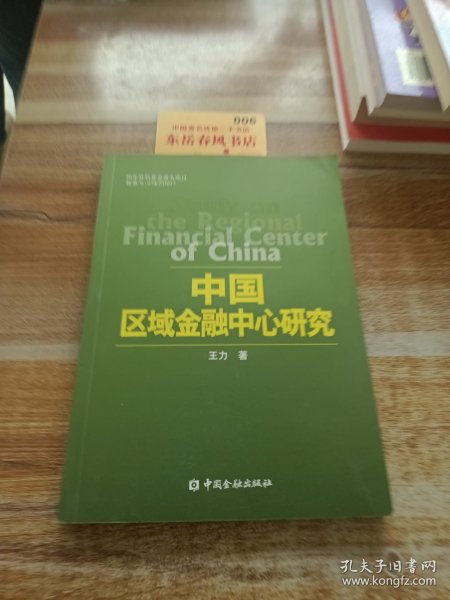 006
东岳春风书店
the Regional
Financial Center
of China
中国
区域金融中心研究
王力 著
中国金融出版社
孔夫子旧书网
www.kongfz.com